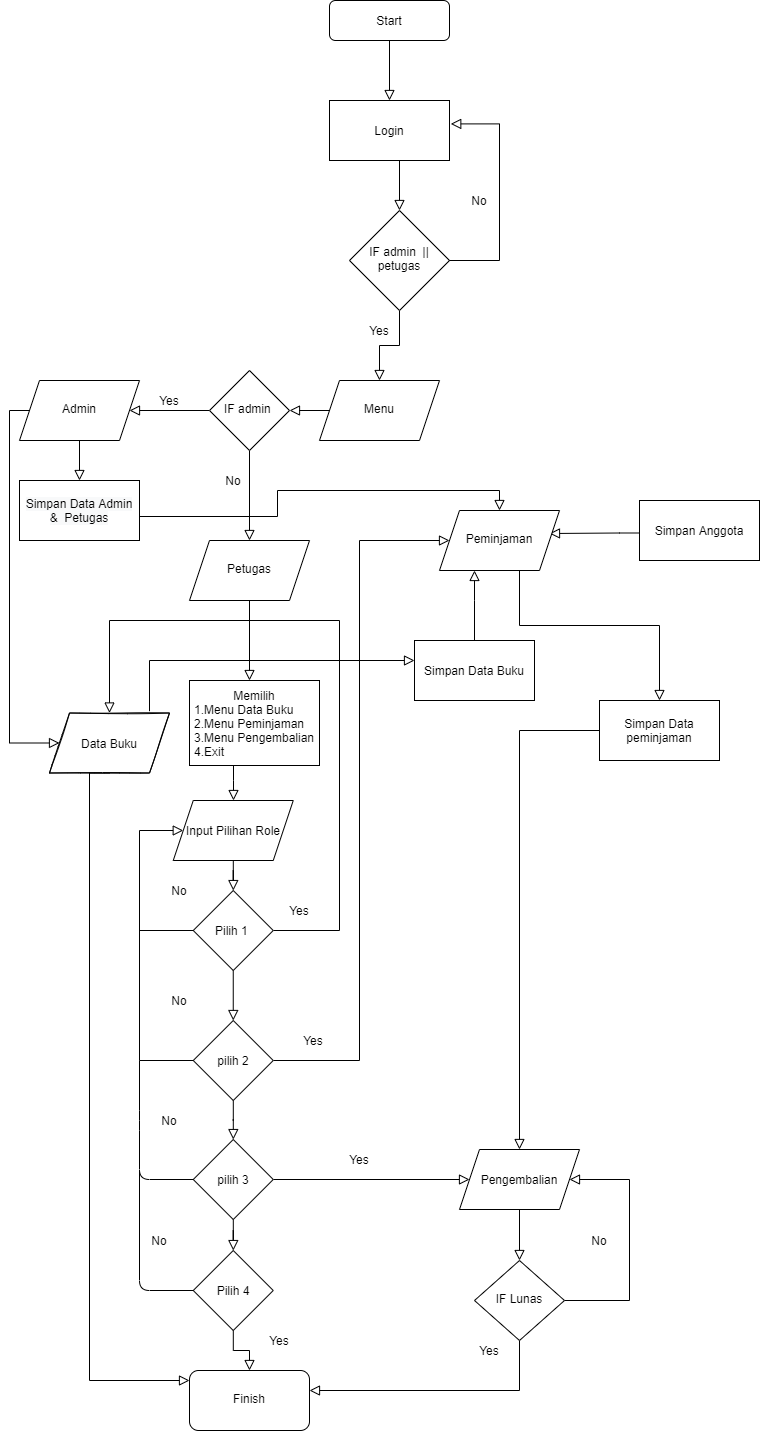 Start
Login
No
IF admin ||
petugas
Yes
Admin
Yes
IF admin
Menu
No
Simpan Data Admin
& Petugas
Peminjaman
Simpan Anggota
Petugas
Simpan Data Buku
Memilih
1.Menu Data Buku
2.Menu Peminjaman
3.Menu Pengembalian
4.Exit
Simpan Data
peminjaman
Data Buku
Input Pilihan Role
No
Yes
Pilih 1
No
Yes
pilih 2
No
Yes
pilih 3
Pengembalian
No
No
Pilih 4
IF Lunas
Yes
Yes
Finish